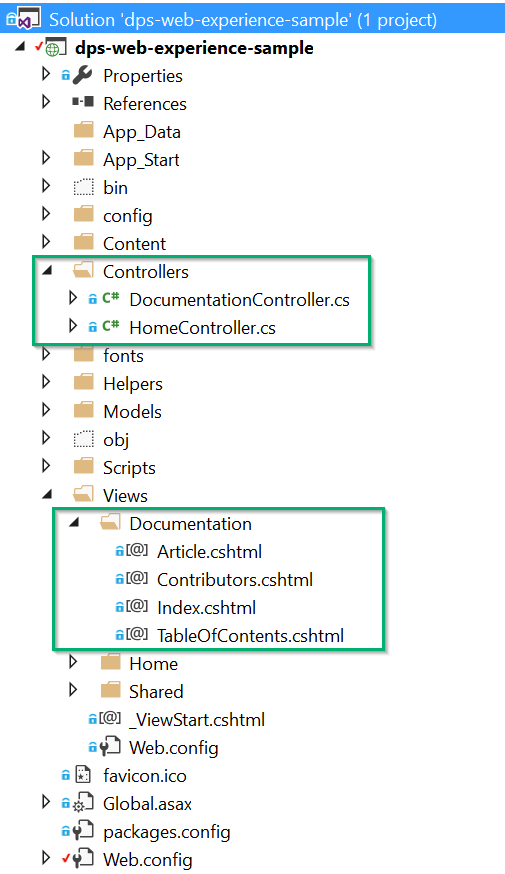 Solution 'dps-web-experience-sample' (1 project)
dps-web-experience-sample
Properties
References
App_Data
App_Start
bin
config
Content
Controllers
C# DocumentationController.cs
C# HomeController.cs
fonts
Helpers
Models
obj
Scripts
Views
Documentation
[@] Article.cshtml
[@] Contributors.cshtml
[@] Index.cshtml
[@] TableOfContents.cshtml
Home
Shared
[@] _ViewStart.cshtml
Web.config
favicon.ico
Global.asax
packages.config
Web.config